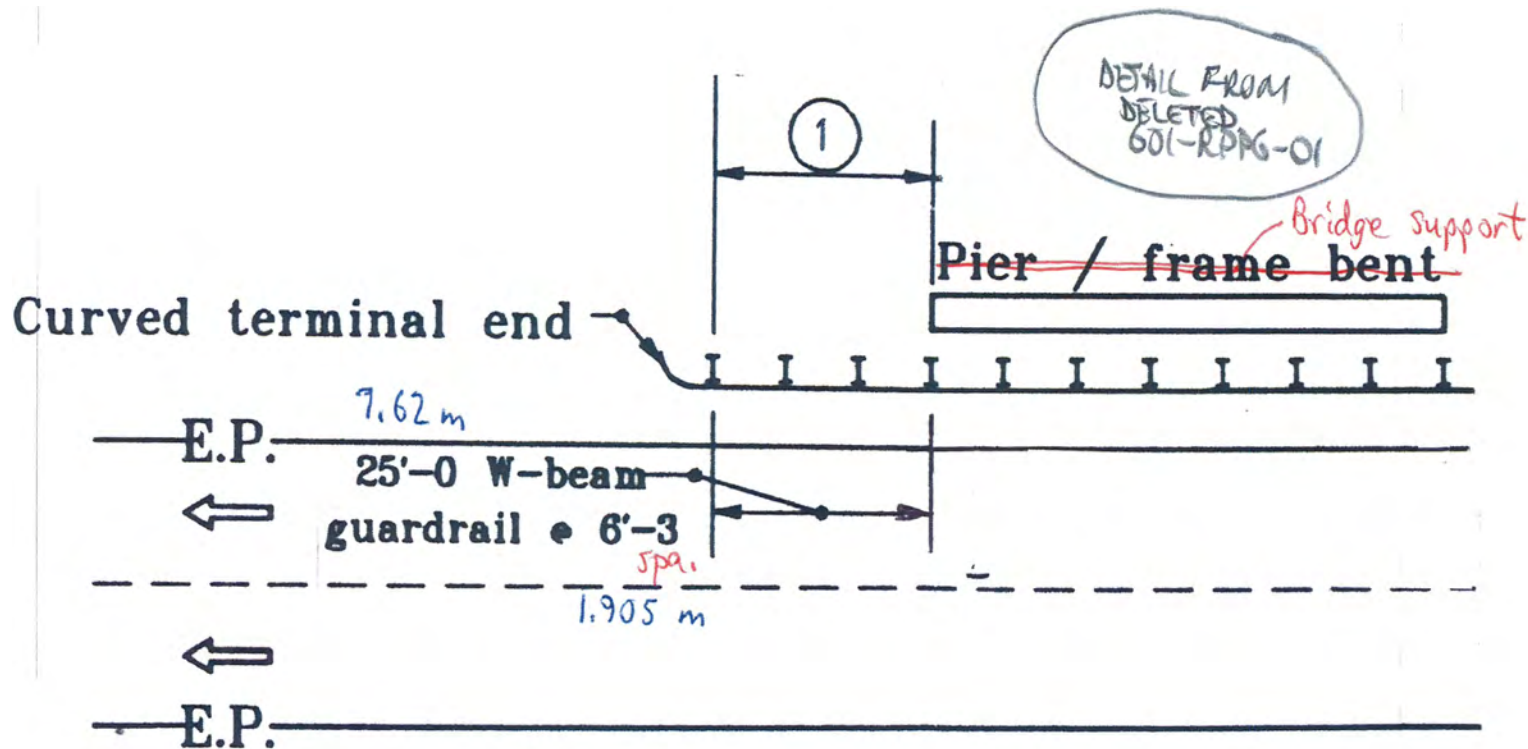 DETAIL FROM
DELETED
601-RPPG-01
1
Bridge support
Pier / frame bent
Curved terminal end
7.62 m
E.P.
25'-0 W-beam
guardrail @ 6'-3
spa.
1.905 m
E.P.